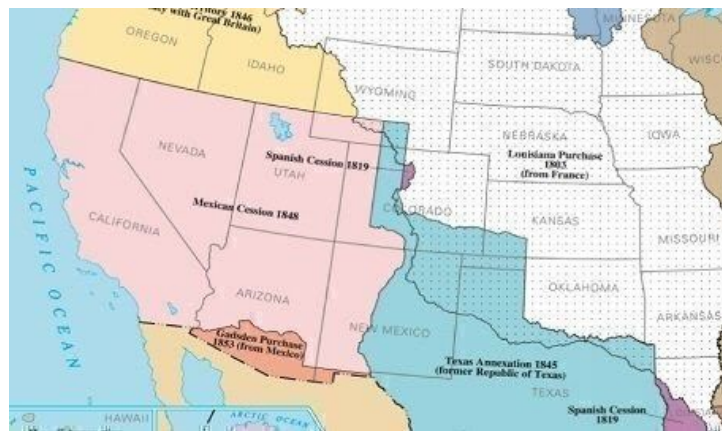 ritory 1846
ty with Great Britain)
OREGON
IDAHO
MINNESOTA
WISC
SOUTH DAKOTA
WYOMING
NEBRASKA
IOWA
Louisiana Purchase
1803
(from France)
NEVADA
Spanish Cession 1819
UTAH
COLORADO
KANSAS
MISSOURI
Mexican Cession 1848
CALIFORNIA
PACIFIC OCEAN
OKLAHOMA
ARKANSAS
ARIZONA
NEW MEXICO
Gadsden Purchase
1853 (from Mexico)
Texas Annexation 1845
(former Republic of Texas)
TEXAS
Spanish Cession
1819
HAWAII
ARCTIC OCEAN